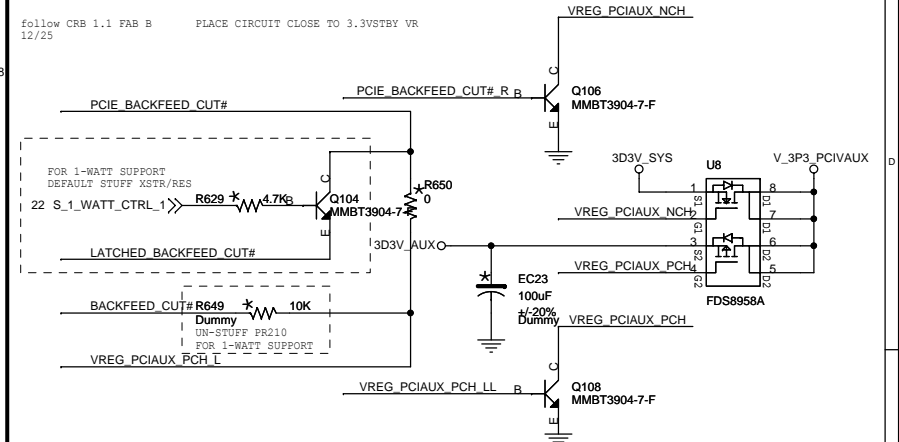 follow CRB 1.1 FAB B PLACE CIRCUIT CLOSE TO 3.3VSTBY VR
12/25
VREG_PCIAUX_NCH
PCIE_BACKFEED_CUT#_R B
C
E
Q106
MMBT3904-7-F
PCIE_BACKFEED_CUT#
FOR 1-WATT SUPPORT
DEFAULT STUFF XSTR/RES
22 S_1_WATT_CTRL_1
R629 4.7K B
C
E
Q104
MMBT3904-7-
R650
0
LATCHED_BACKFEED_CUT#
BACKFEED_CUT#
R649 10K
Dummy
UN-STUFF PR210
FOR 1-WATT SUPPORT
VREG_PCIAUX_PCH_L
3D3V_AUX
EC23
100uF
+/-20%
Dummy
3D3V_SYS
U8
V_3P3_PCIVAUX
VREG_PCIAUX_NCH
VREG_PCIAUX_PCH
1
S1
2
G1
3
S2
4
G2
8
D1
7
D1
6
D2
5
D2
FDS8958A
VREG_PCIAUX_PCH
VREG_PCIAUX_PCH_LL B
C
E
Q108
MMBT3904-7-F
D